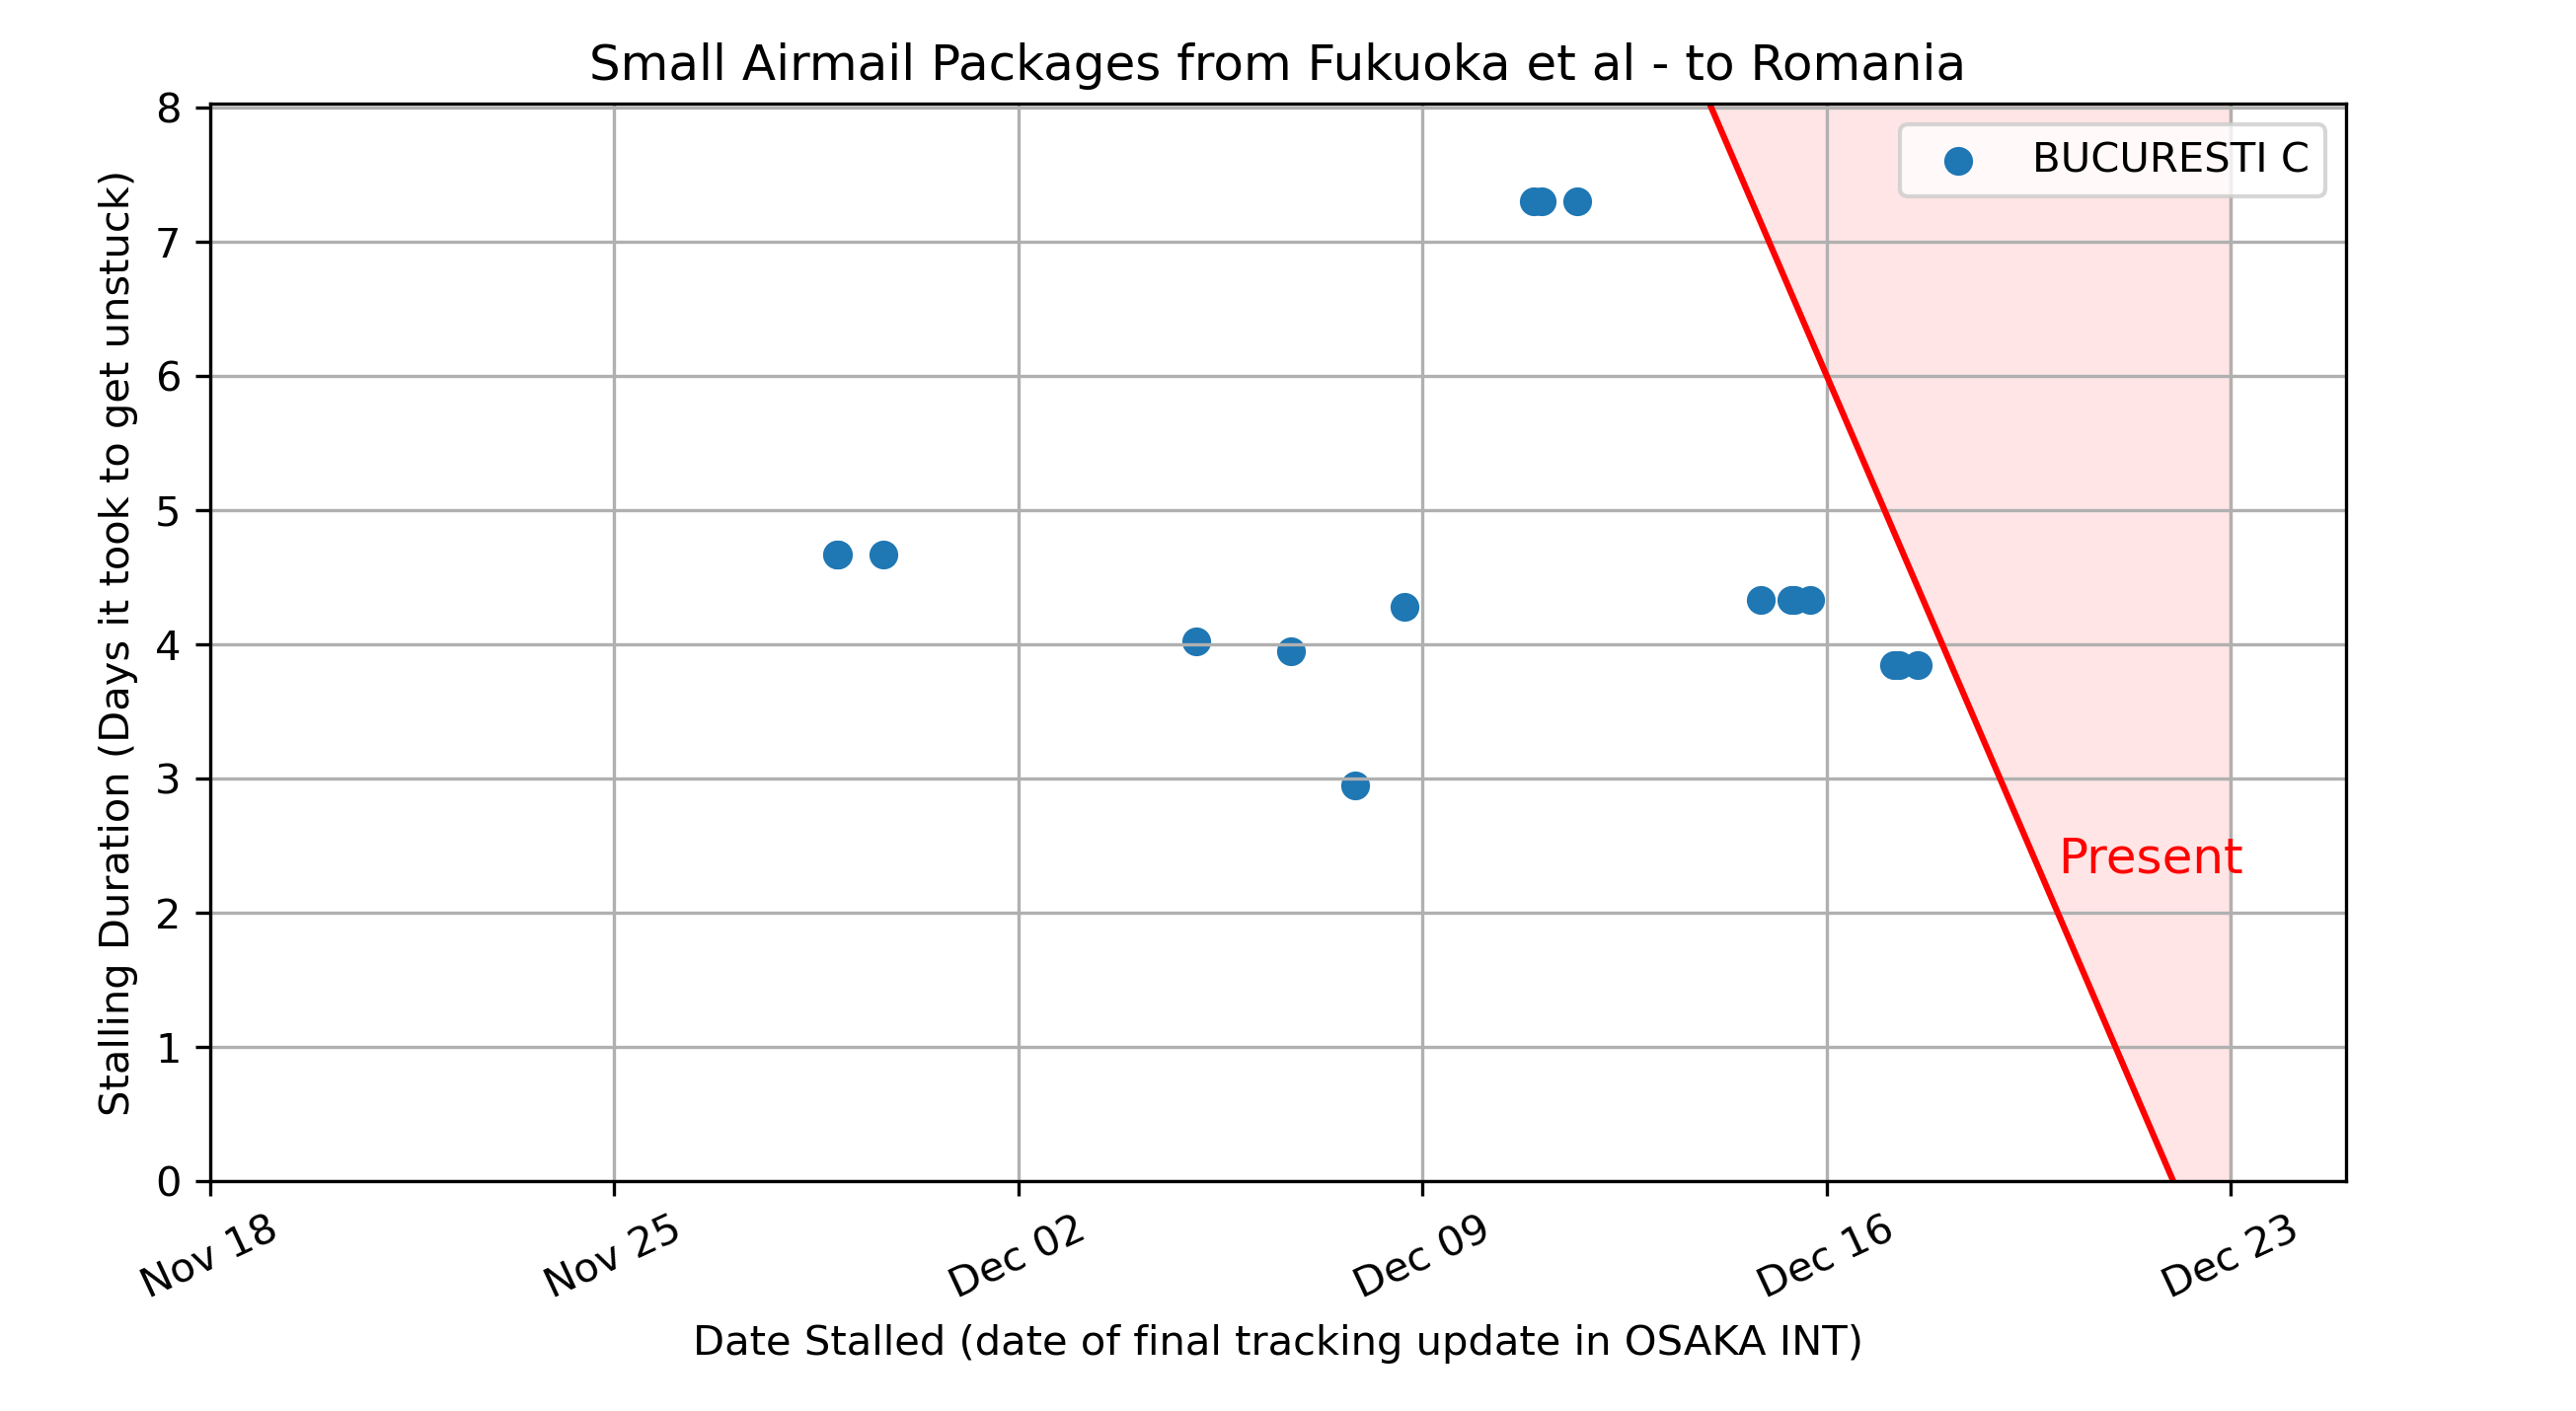 Small Airmail Packages from Fukuoka et al - to Romania
BUCURESTI C
Stalling Duration (Days it took to get unstuck)
8
7
6
5
4
3
2
1
0
Present
Nov 18
Nov 25
Dec 02
Dec 09
Dec 16
Dec 23
Date Stalled (date of final tracking update in OSAKA INT)